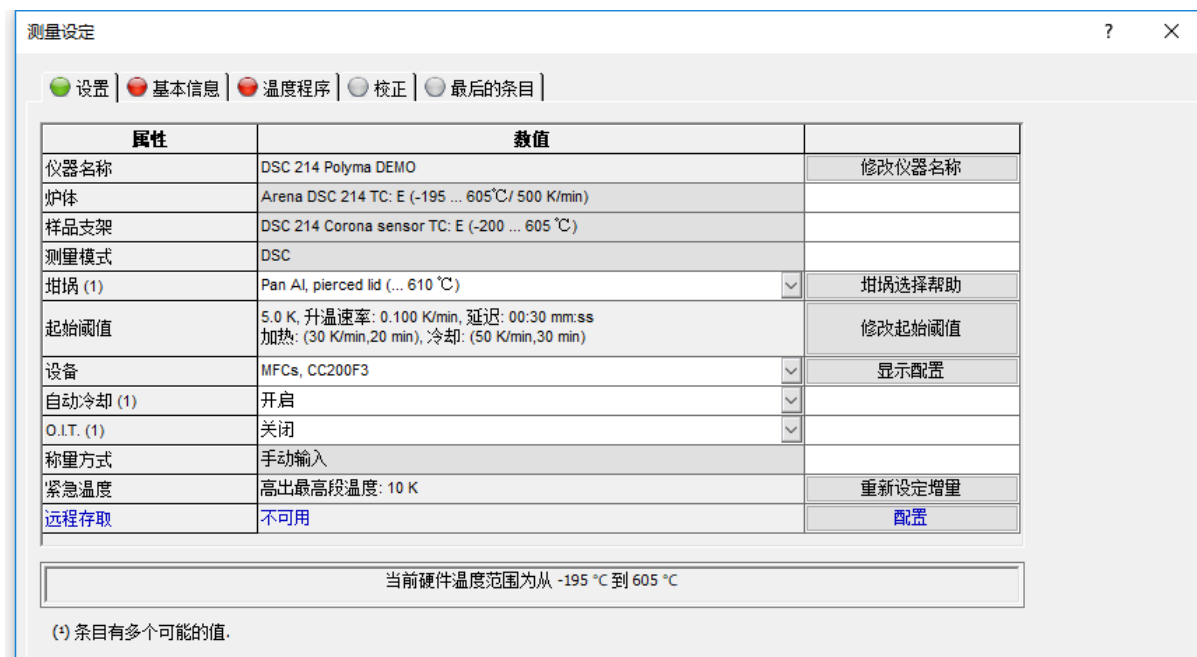 测量设定
? ×
设置 基本信息 温度程序 校正 最后的条目
属性 数值
仪器名称 DSC 214 Polyma DEMO 修改仪器名称
炉体 Arena DSC 214 TC: E (-195 ... 605℃/ 500 K/min)
样品支架 DSC 214 Corona sensor TC: E (-200 ... 605 ℃)
测量模式 DSC
坩埚 (1) Pan Al, pierced lid (... 610 ℃) 坩埚选择帮助
起始阈值 5.0 K, 升温速率: 0.100 K/min, 延迟: 00:30 mm:ss 修改起始阈值
加热: (30 K/min,20 min), 冷却: (50 K/min,30 min)
设备 MFCs, CC200F3 显示配置
自动冷却 (1) 开启
O.I.T. (1) 关闭
称量方式 手动输入
紧急温度 高出最高段温度: 10 K 重新设定增量
远程存取 不可用 配置
当前硬件温度范围为从 -195 °C 到 605 °C
(¹) 条目有多个可能的值.